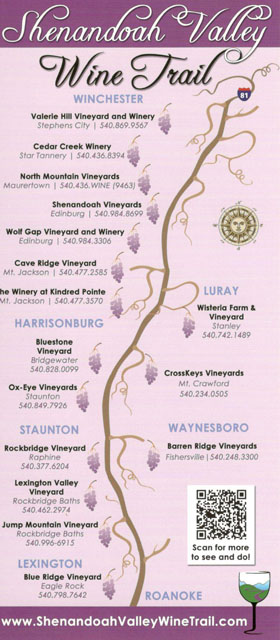 Shenandoah Valley
Wine Trail
81
WINCHESTER
Valerie Hill Vineyard and Winery
Stephens City | 540.869.9567
Cedar Creek Winery
Star Tannery | 540.436.8394
North Mountain Vineyards
Maurertown | 540.436.WINE (9463)
Shenandoah Vineyards
Edinburg | 540.984.8699
Wolf Gap Vineyard and Winery
Edinburg | 540.984.3306
Cave Ridge Vineyard
Mt. Jackson | 540.477.2585
he Winery at Kindred Pointe
Mt. Jackson | 540.477.3570
LURAY
Wisteria Farm &
Vineyard
Stanley
540.742.1489
HARRISONBURG
Bluestone
Vineyard
Bridgewater
540.828.0099
CrossKeys Vineyards
Mt. Crawford
540.234.0505
Ox-Eye Vineyards
Staunton
540.849.7926
STAUNTON
WAYNESBORO
Rockbridge Vineyard
Raphine
540.377.6204
Barren Ridge Vineyards
Fishersville | 540.248.3300
Lexington Valley
Vineyard
Rockbridge Baths
540.462.2974
Jump Mountain Vineyard
Rockbridge Baths
540-996-6915
Scan for more
to see and do!
LEXINGTON
Blue Ridge Vineyard
Eagle Rock
540.798.7642
ROANOKE
www.ShenandoahValleyWineTrail.com